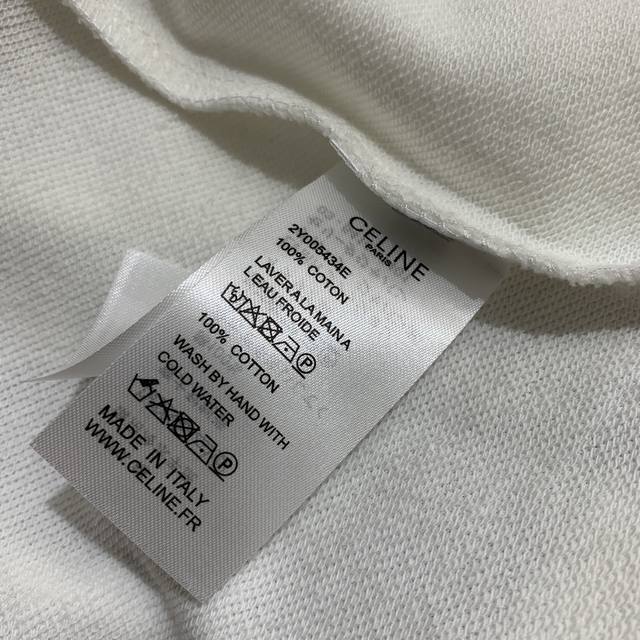 CELINE
PARIS
2Y005434E
100% COTON
LAVER A LA MAIN A
L'EAU FROIDE
100% COTTON
WASH BY HAND WITH
COLD WATER
MADE IN ITALY
WWW.CELINE.FR